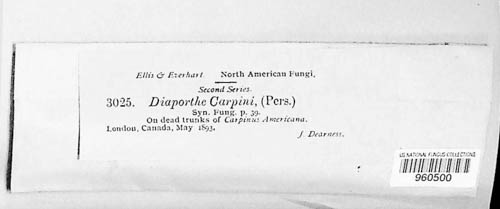 Ellis & Everhart. North American Fungi.
Second Series.
3025. Diaporthe Carpini, (Pers.)
Syn. Fung. p. 39.
On dead trunks of Carpinus Americana.
London, Canada, May 1893.
J. Dearness.
US NATIONAL FUNGUS COLLECTIONS
960500